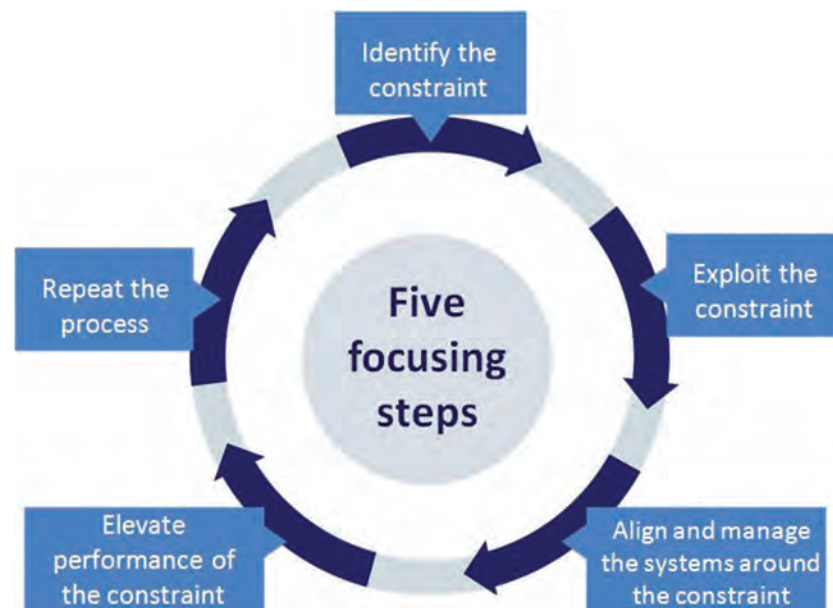 Identify the
constraint
Exploit the
constraint
Align and manage
the systems around
the constraint
Elevate
performance of
the constraint
Repeat the
process
Five
focusing
steps